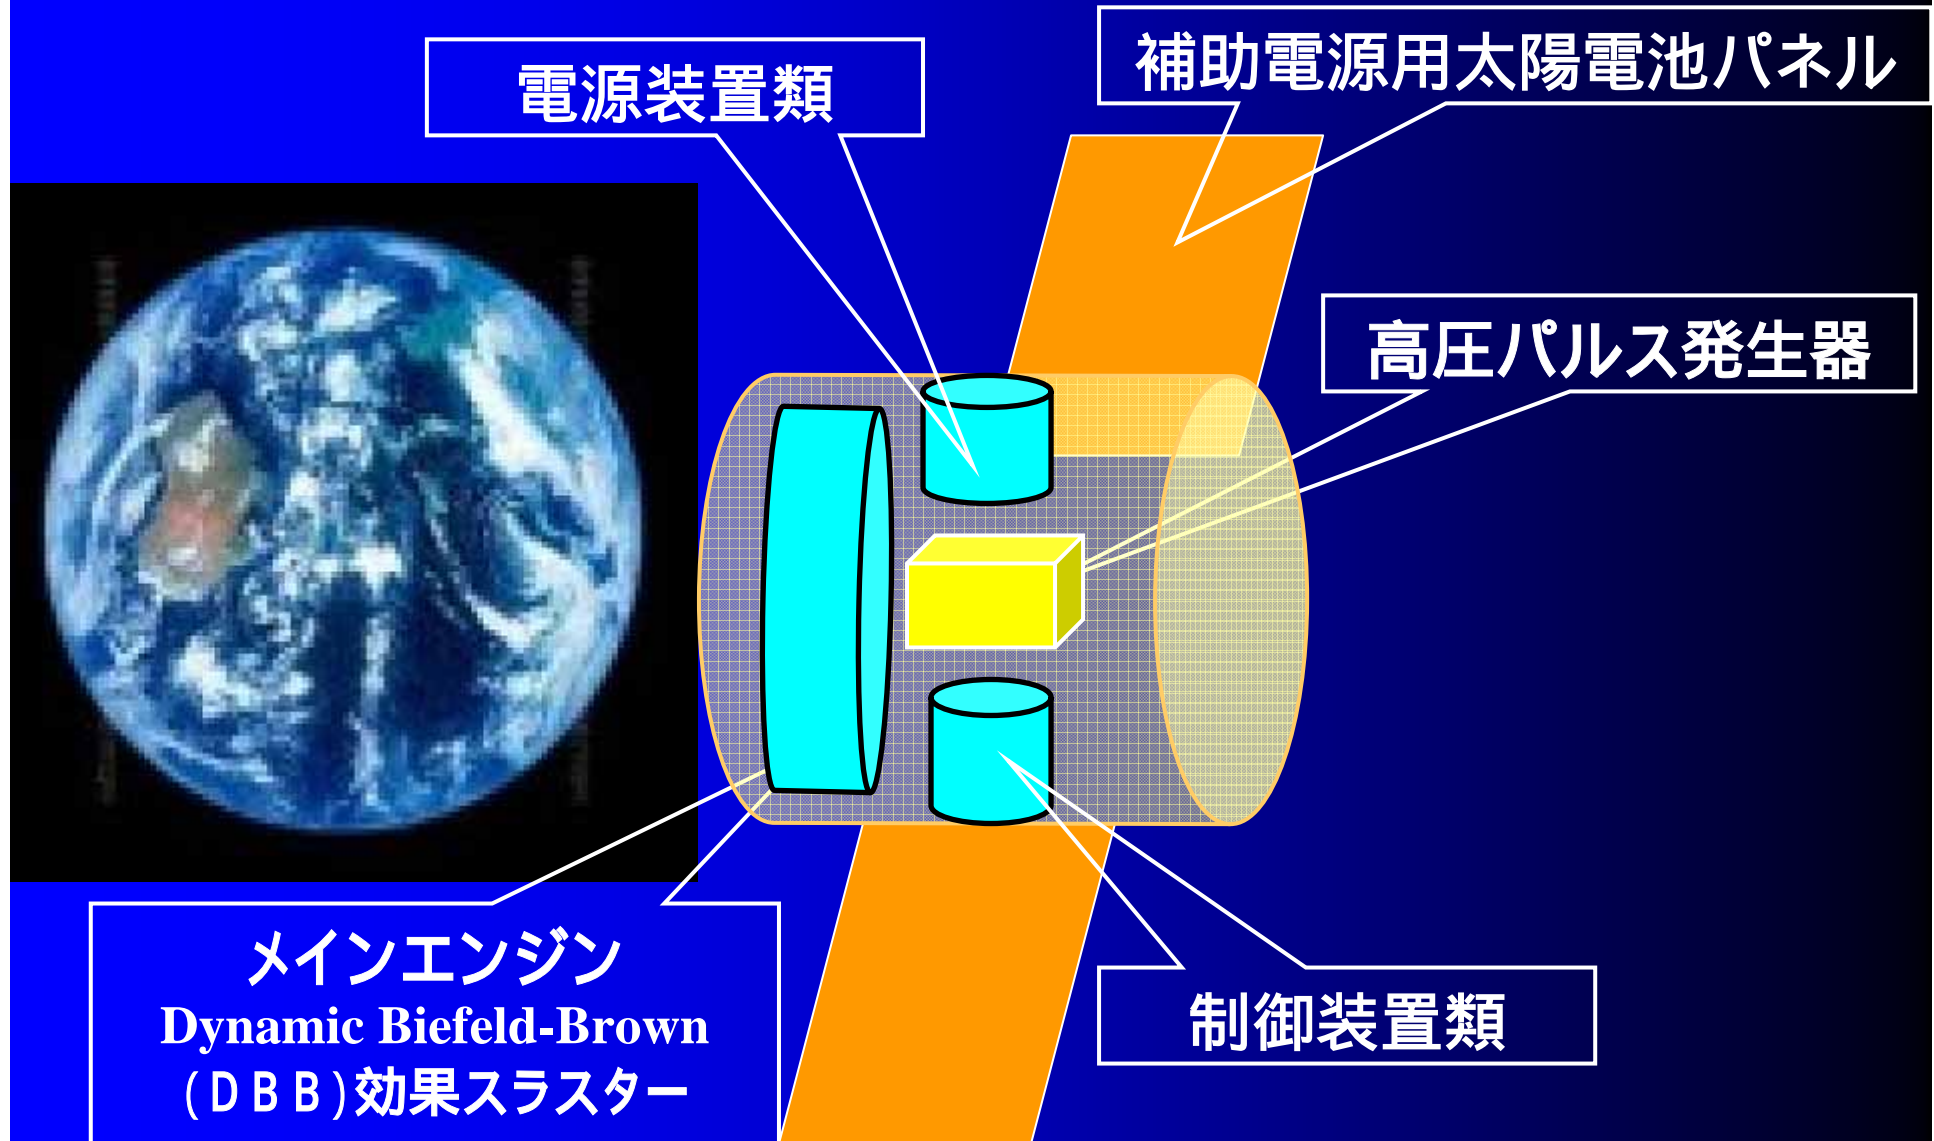 補助電源用太陽電池パネル
電源装置類
高圧パルス発生器
メインエンジン
Dynamic Biefeld-Brown
(ＤＢＢ)効果スラスター
制御装置類